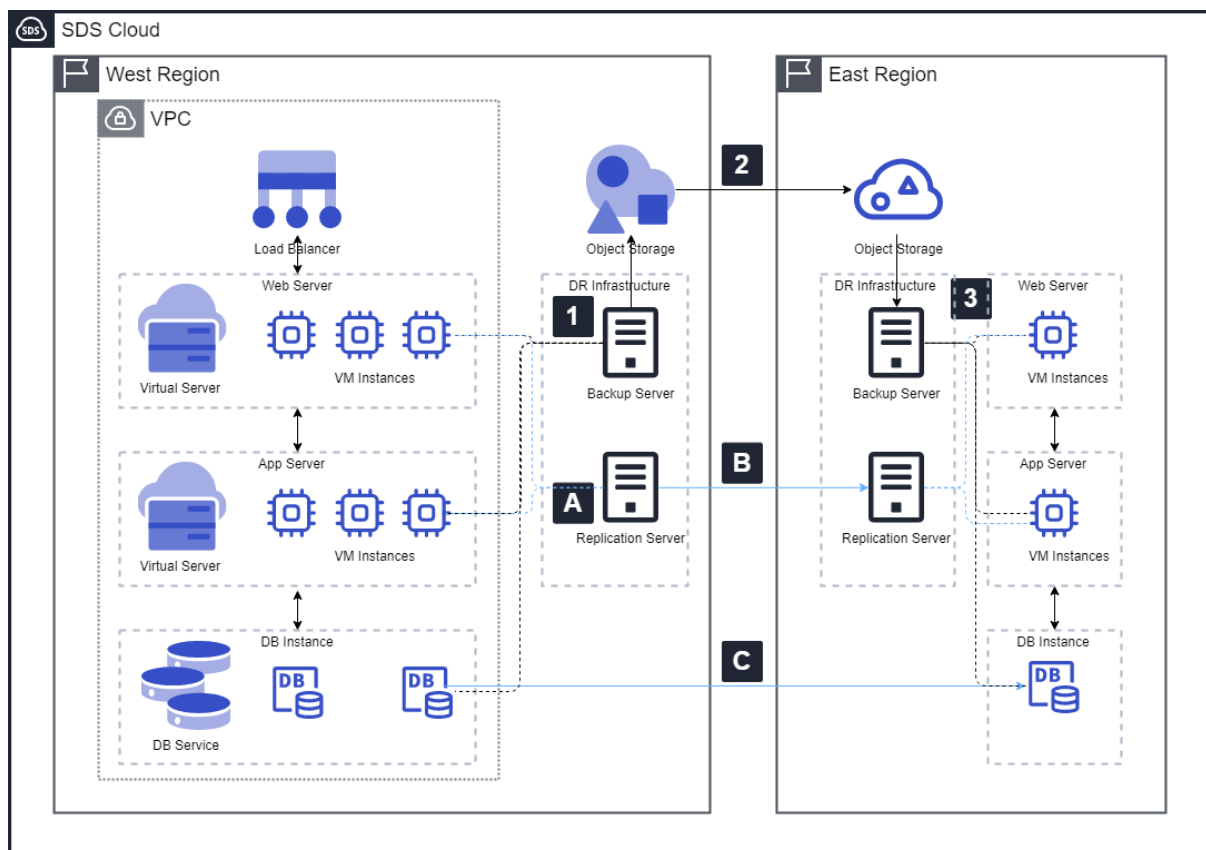 SDS
SDS Cloud
West Region
VPC
Load Balancer
Web Server
Virtual Server
VM Instances
App Server
Virtual Server
VM Instances
DB Instance
DB
DB
DB Service
Object Storage
DR Infrastructure
1
Backup Server
A
Replication Server
2
B
C
East Region
Object Storage
DR Infrastructure
3
Backup Server
Replication Server
Web Server
VM Instances
App Server
VM Instances
DB Instance
DB